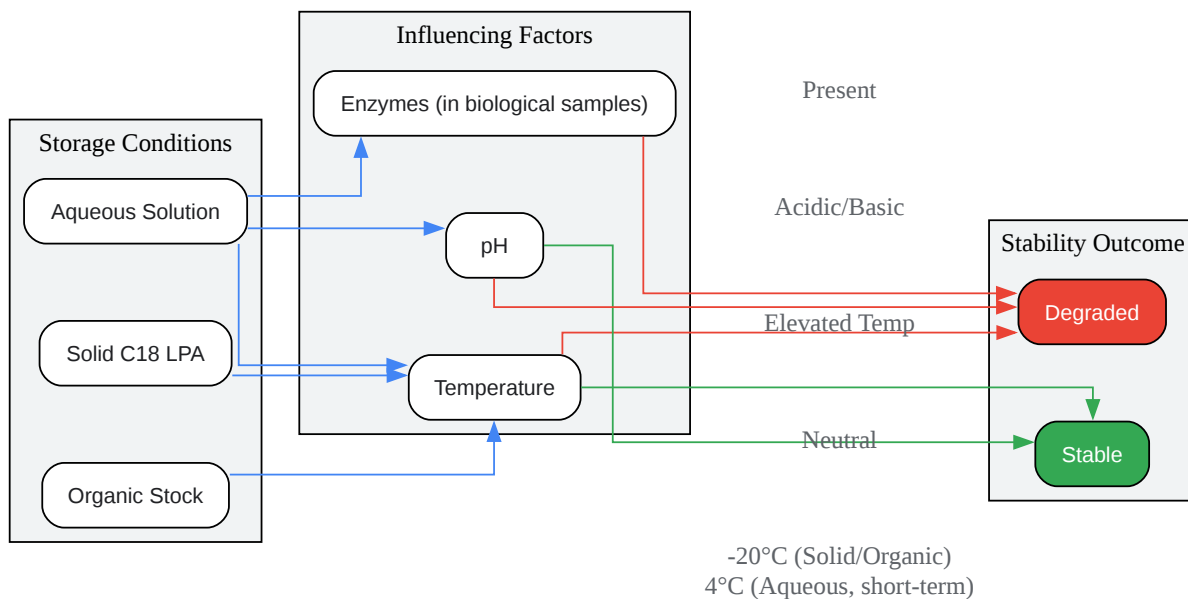 Influencing Factors
Enzymes (in biological samples)
pH
Temperature
Storage Conditions
Aqueous Solution
Solid C18 LPA
Organic Stock
Present
Acidic/Basic
Elevated Temp
Neutral
-20°C (Solid/Organic)
4°C (Aqueous, short-term)
Stability Outcome
Degraded
Stable